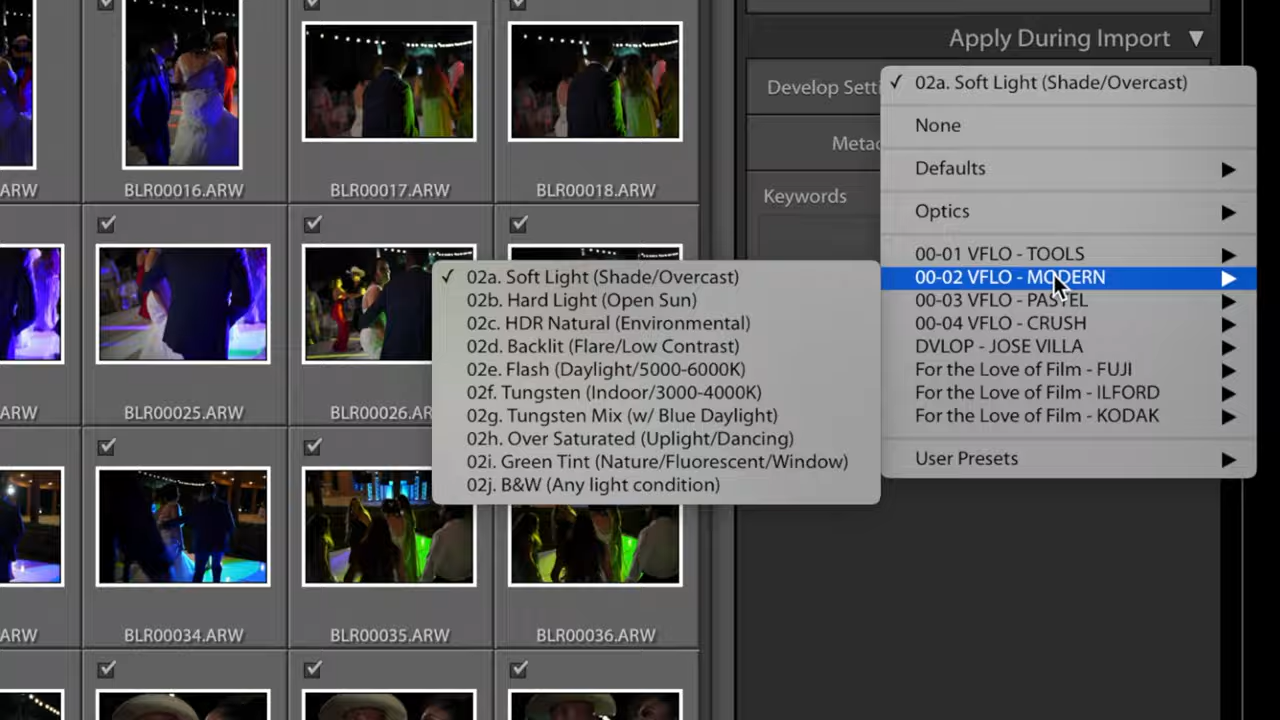 Apply During Import
Develop Setti
Metac
Keywords
02a. Soft Light (Shade/Overcast)
None
Defaults
Optics
00-01 VFLO - TOOLS
00-02 VFLO - MODERN
00-03 VFLO - PASTEL
00-04 VFLO - CRUSH
DVLOP - JOSE VILLA
For the Love of Film - FUJI
For the Love of Film - ILFORD
For the Love of Film - KODAK
User Presets
02a. Soft Light (Shade/Overcast)
02b. Hard Light (Open Sun)
02c. HDR Natural (Environmental)
02d. Backlit (Flare/Low Contrast)
02e. Flash (Daylight/5000-6000K)
02f. Tungsten (Indoor/3000-4000K)
02g. Tungsten Mix (w/ Blue Daylight)
02h. Over Saturated (Uplight/Dancing)
02i. Green Tint (Nature/Fluorescent/Window)
02j. B&W (Any light condition)
ARW
BLR00016.ARW
BLR00017.ARW
BLR00018.ARW
ARW
BLR00025.ARW
BLR00026.AR
ARW
BLR00034.ARW
BLR00035.ARW
BLR00036.ARW